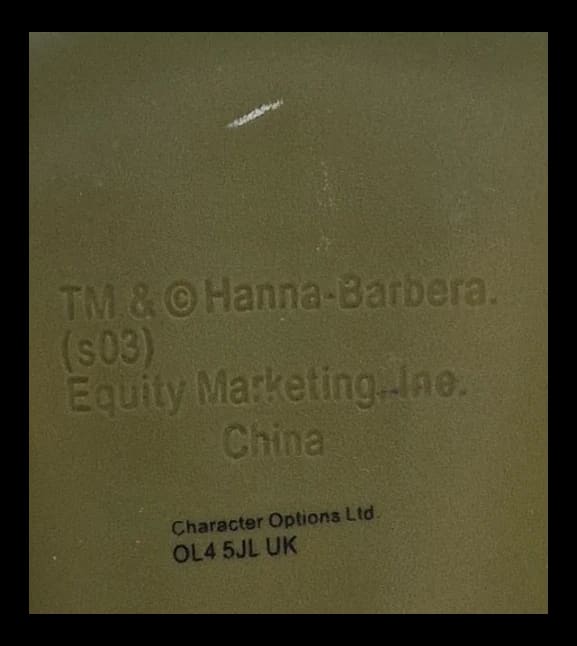 TM & © Hanna-Barbera.
(s03)
Equity Marketing, Inc.
China
Character Options Ltd.
OL4 5JL UK